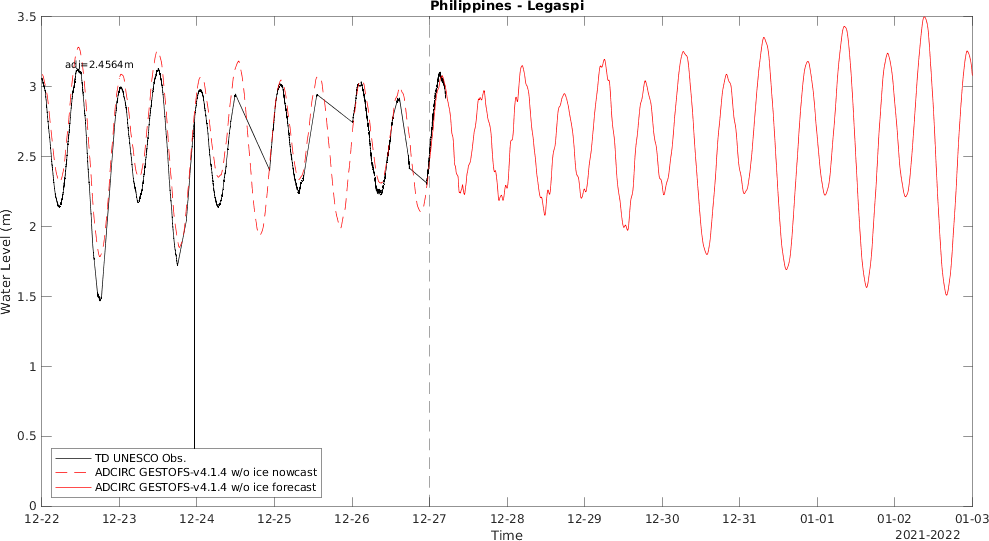 Philippines - Legaspi
adj=2.4564m
3.5
3
2.5
2
1.5
1
0.5
0
Water Level (m)
TD UNESCO Obs.
ADCIRC GESTOFS-v4.1.4 w/o ice nowcast
ADCIRC GESTOFS-v4.1.4 w/o ice forecast
12-22 12-23 12-24 12-25 12-26 12-27 12-28 12-29 12-30 12-31 01-01 01-02 01-03
Time
2021-2022